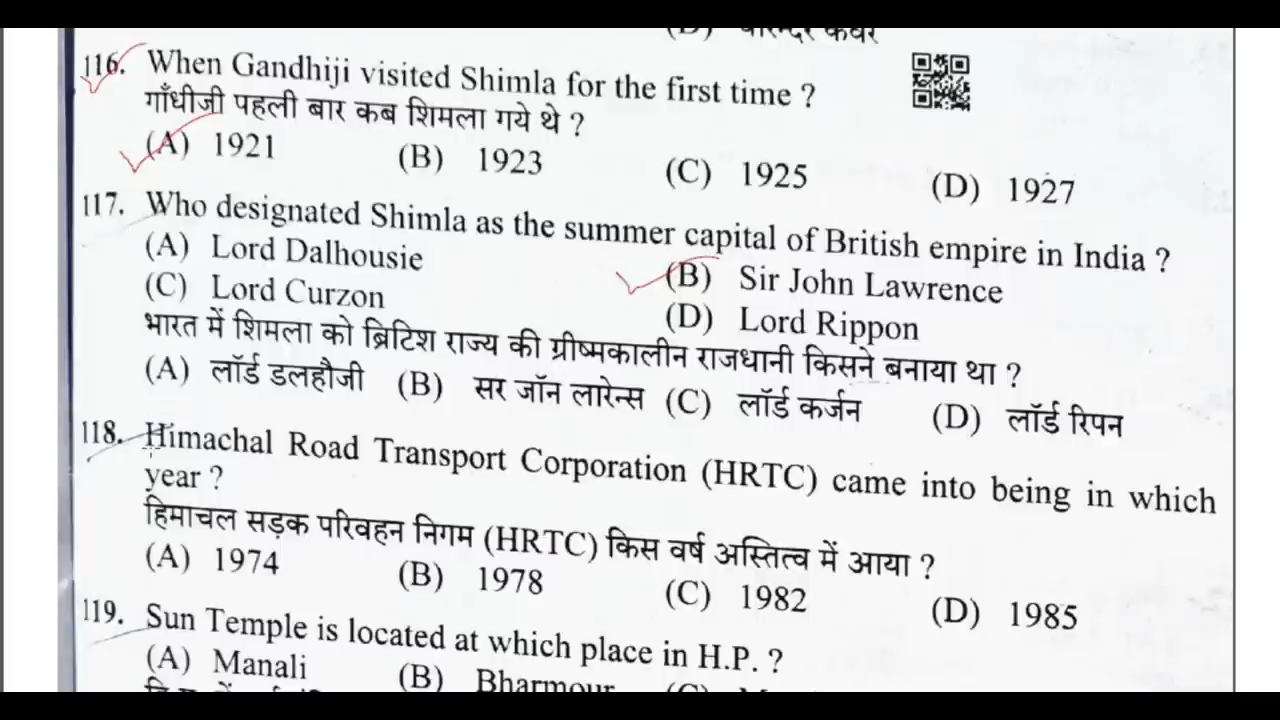 (D) वीरेन्दर कंवर
116. When Gandhiji visited Shimla for the first time ?
गाँधीजी पहली बार कब शिमला गये थे ?
(A) 1921 (B) 1923 (C) 1925 (D) 1927
117. Who designated Shimla as the summer capital of British empire in India ?
(A) Lord Dalhousie (B) Sir John Lawrence
(C) Lord Curzon (D) Lord Rippon
भारत में शिमला को ब्रिटिश राज्य की ग्रीष्मकालीन राजधानी किसने बनाया था ?
(A) लॉर्ड डलहौजी (B) सर जॉन लारेन्स (C) लॉर्ड कर्जन (D) लॉर्ड रिपन
118. Himachal Road Transport Corporation (HRTC) came into being in which
year ?
हिमाचल सड़क परिवहन निगम (HRTC) किस वर्ष अस्तित्व में आया ?
(A) 1974 (B) 1978 (C) 1982 (D) 1985
119. Sun Temple is located at which place in H.P. ?
(A) Manali (B) Bharmour (C)